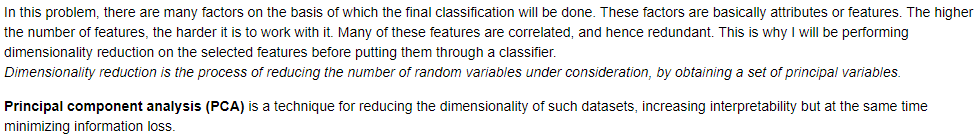 In this problem, there are many factors on the basis of which the final classification will be done. These factors are basically attributes or features. The higher
the number of features, the harder it is to work with it. Many of these features are correlated, and hence redundant. This is why I will be performing
dimensionality reduction on the selected features before putting them through a classifier.
Dimensionality reduction is the process of reducing the number of random variables under consideration, by obtaining a set of principal variables.
Principal component analysis (PCA) is a technique for reducing the dimensionality of such datasets, increasing interpretability but at the same time
minimizing information loss.